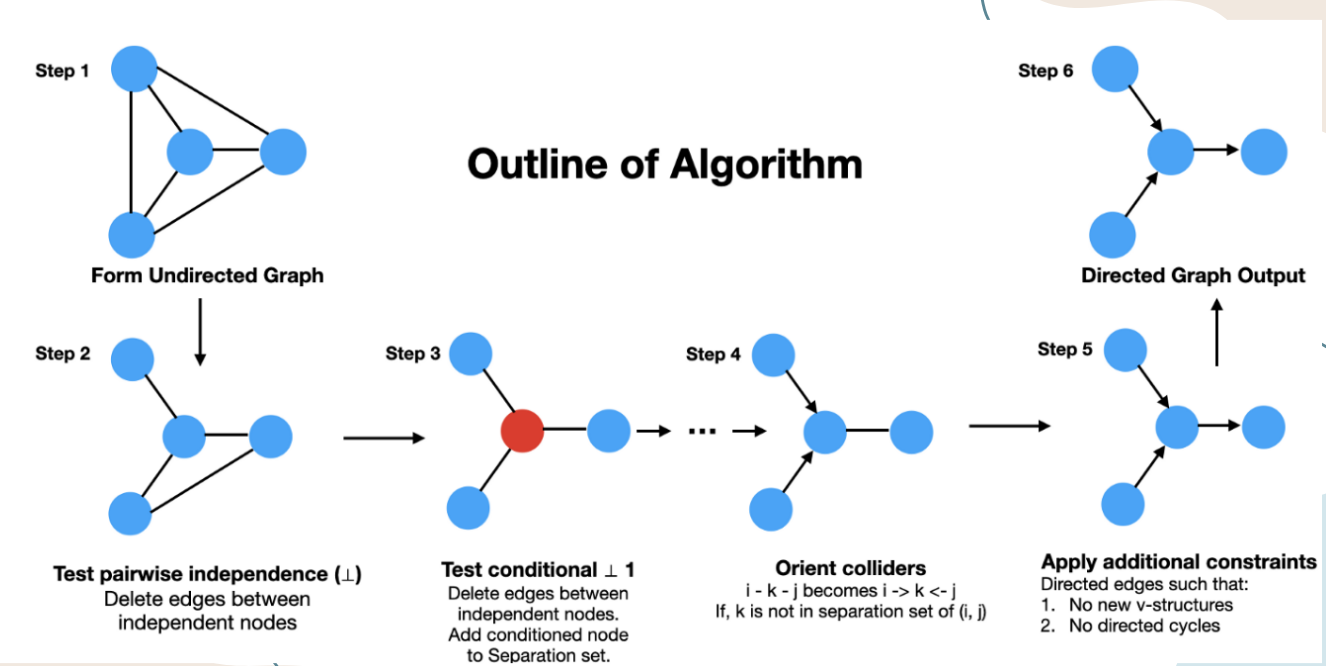 Outline of Algorithm
Step 1
Form Undirected Graph
Step 2
Test pairwise independence (⊥)
Delete edges between
independent nodes
Step 3
Test conditional ⊥ 1
Delete edges between
independent nodes.
Add conditioned node
to Separation set.
...
Step 4
Orient colliders
i - k - j becomes i -> k <- j
If, k is not in separation set of (i, j)
Step 5
Apply additional constraints
Directed edges such that:
1. No new v-structures
2. No directed cycles
Step 6
Directed Graph Output